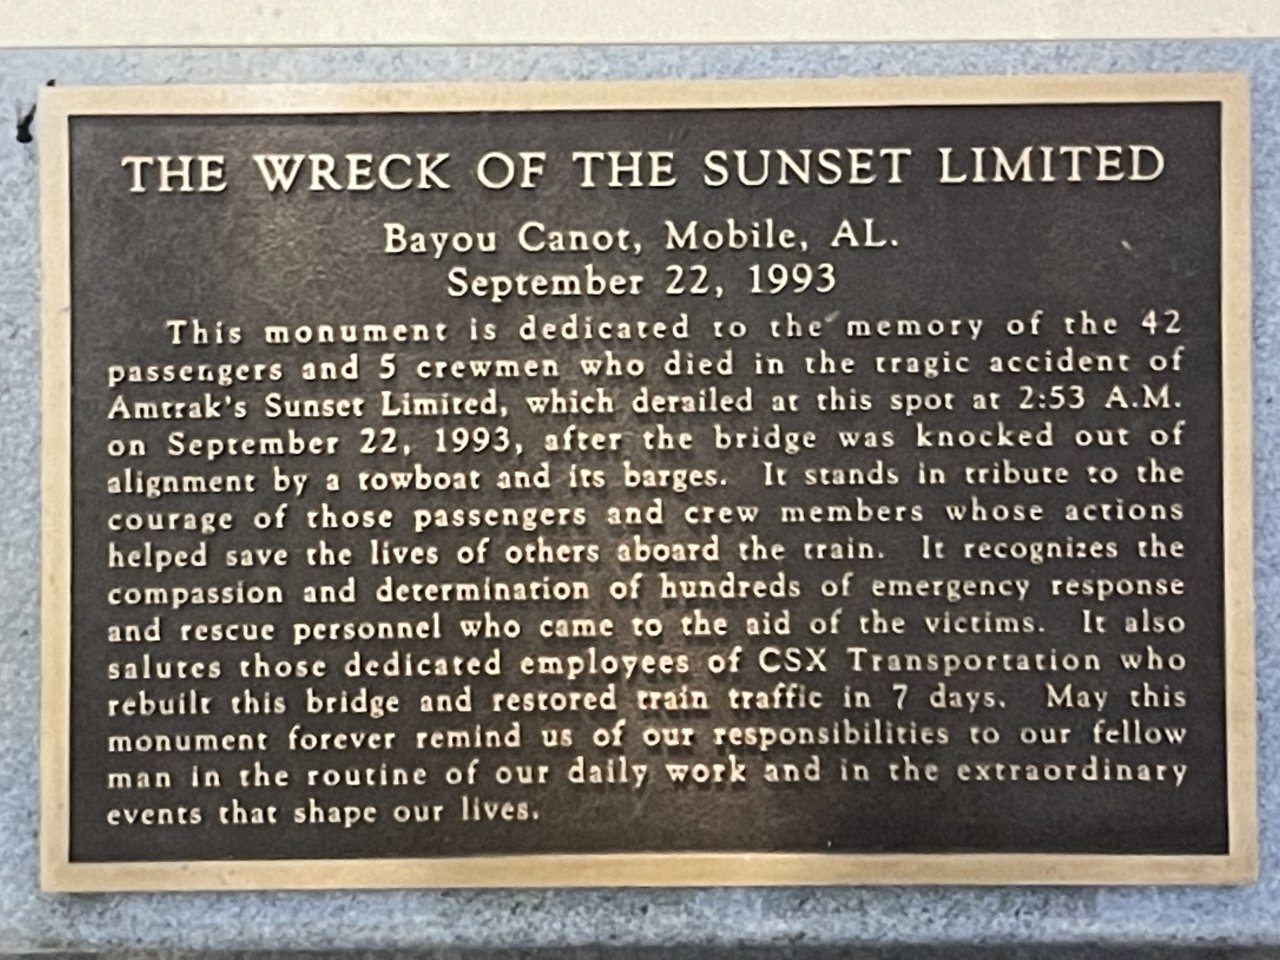 THE WRECK OF THE SUNSET LIMITED
Bayou Canot, Mobile, AL.
September 22, 1993
This monument is dedicated to the memory of the 42
passengers and 5 crewmen who died in the tragic accident of
Amtrak's Sunset Limited, which derailed at this spot at 2:53 A.M.
on September 22, 1993, after the bridge was knocked out of
alignment by a towboat and its barges. It stands in tribute to the
courage of those passengers and crew members whose actions
helped save the lives of others aboard the train. It recognizes the
compassion and determination of hundreds of emergency response
and rescue personnel who came to the aid of the victims. It also
salutes those dedicated employees of CSX Transportation who
rebuilt this bridge and restored train traffic in 7 days. May this
monument forever remind us of our responsibilities to our fellow
man in the routine of our daily work and in the extraordinary
events that shape our lives.